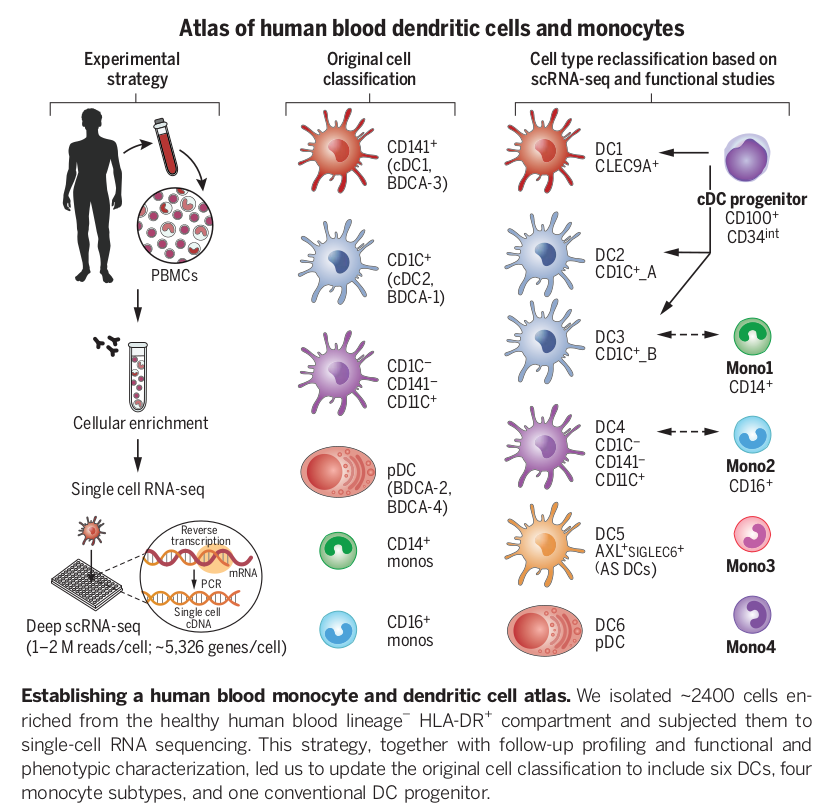 Atlas of human blood dendritic cells and monocytes
Experimental
strategy
PBMCs
Cellular enrichment
Single cell RNA-seq
Reverse
transcription
mRNA
PCR
Single cell
cDNA
Deep scRNA-seq
(1–2 M reads/cell; ~5,326 genes/cell)
Original cell
classification
CD141⁺
(cDC1,
BDCA-3)
CD1C⁺
(cDC2,
BDCA-1)
CD1C⁻
CD141⁻
CD11C⁺
pDC
(BDCA-2,
BDCA-4)
CD14⁺
monos
CD16⁺
monos
Cell type reclassification based on
scRNA-seq and functional studies
DC1
CLEC9A⁺
cDC progenitor
CD100⁺
CD34ⁱⁿᵗ
DC2
CD1C⁺_A
DC3
CD1C⁺_B
Mono1
CD14⁺
DC4
CD1C⁻
CD141⁻
CD11C⁺
Mono2
CD16⁺
DC5
AXL⁺SIGLEC6⁺
(AS DCs)
Mono3
DC6
pDC
Mono4
Establishing a human blood monocyte and dendritic cell atlas. We isolated ~2400 cells en-
riched from the healthy human blood lineage⁻ HLA-DR⁺ compartment and subjected them to
single-cell RNA sequencing. This strategy, together with follow-up profiling and functional and
phenotypic characterization, led us to update the original cell classification to include six DCs, four
monocyte subtypes, and one conventional DC progenitor.